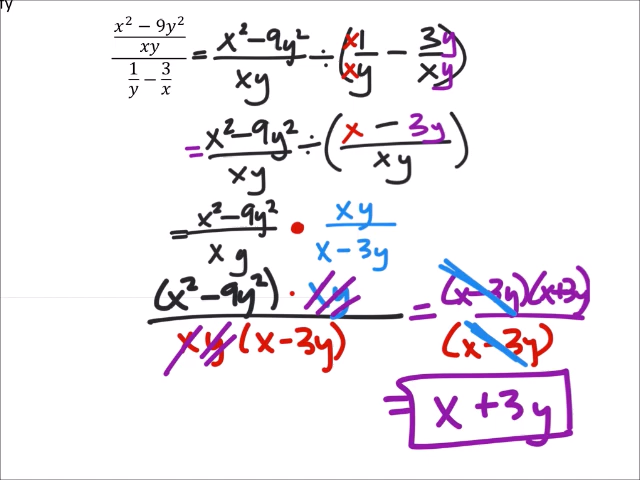 fy
(x² − 9y²)/(xy) / (1/y − 3/x) = (x²−9y²)/(xy) ÷ (x1/xy − 3y/xy)
= (x²−9y²)/(xy) ÷ ((x − 3y)/(xy))
= (x²−9y²)/(xy) • (xy)/(x−3y)
(x²−9y²) · xy / xy(x−3y) = (x−3y)(x+3y) / (x−3y)
= x+3y